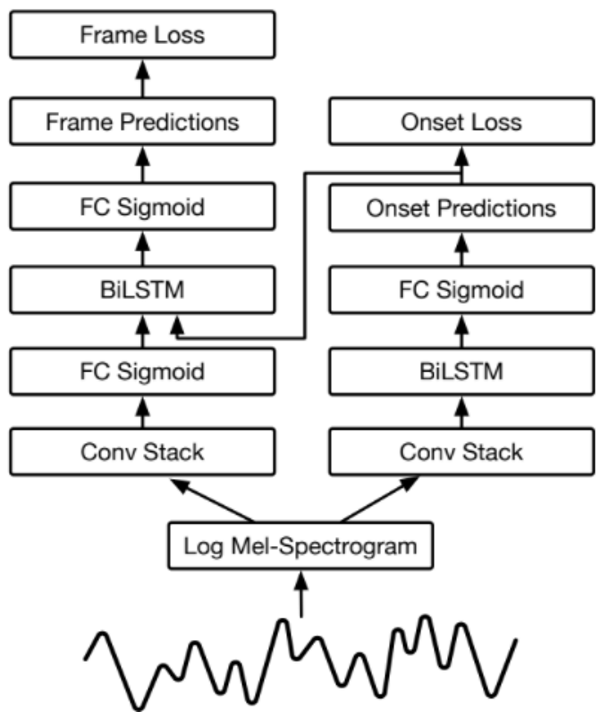 Frame Loss
Frame Predictions
Onset Loss
FC Sigmoid
Onset Predictions
BiLSTM
FC Sigmoid
FC Sigmoid
BiLSTM
Conv Stack
Conv Stack
Log Mel-Spectrogram